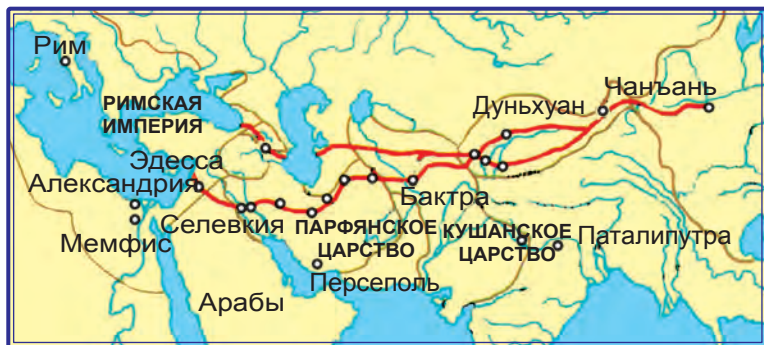 Рим
РИМСКАЯ
ИМПЕРИЯ
Эдесса
Александрия
Мемфис
Селевкия
ПАРФЯНСКОЕ
ЦАРСТВО
Персеполь
Арабы
Бактра
КУШАНСКОЕ
ЦАРСТВО
Паталипутра
Дуньхуан
Чанъань